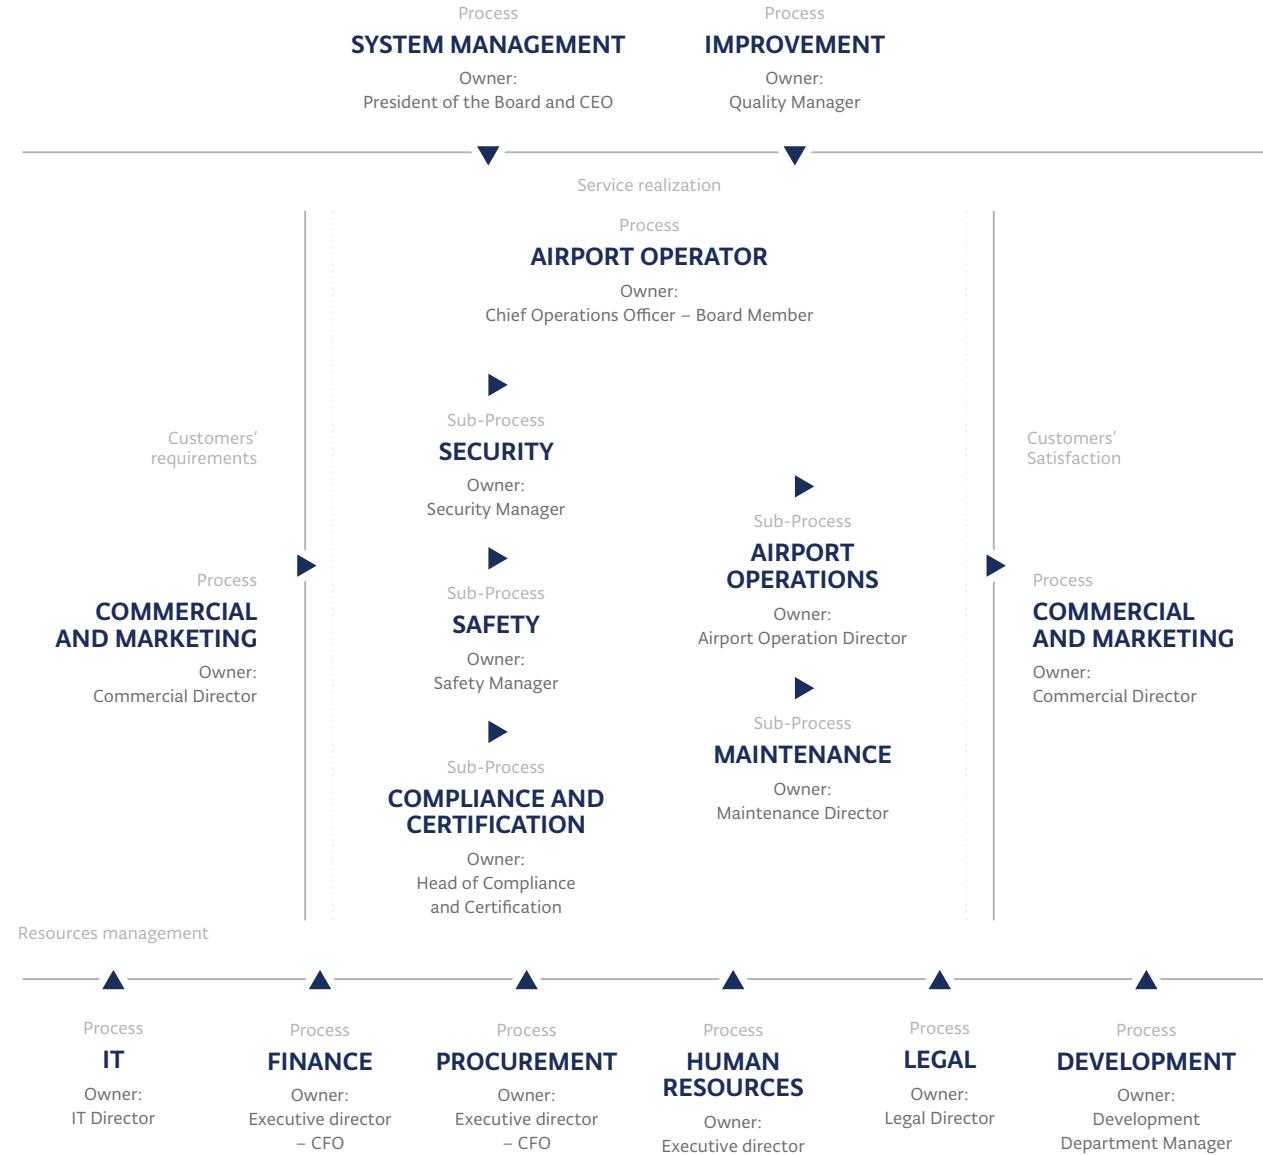 Process
SYSTEM MANAGEMENT
Owner:
President of the Board and CEO
Process
IMPROVEMENT
Owner:
Quality Manager
Service realization
Process
AIRPORT OPERATOR
Owner:
Chief Operations Officer – Board Member
Customers’
requirements
Process
COMMERCIAL
AND MARKETING
Owner:
Commercial Director
Sub-Process
SECURITY
Owner:
Security Manager
Sub-Process
SAFETY
Owner:
Safety Manager
Sub-Process
COMPLIANCE AND
CERTIFICATION
Owner:
Head of Compliance
and Certification
Sub-Process
AIRPORT
OPERATIONS
Owner:
Airport Operation Director
Sub-Process
MAINTENANCE
Owner:
Maintenance Director
Customers’
Satisfaction
Process
COMMERCIAL
AND MARKETING
Owner:
Commercial Director
Resources management
Process
IT
Owner:
IT Director
Process
FINANCE
Owner:
Executive director
– CFO
Process
PROCUREMENT
Owner:
Executive director
– CFO
Process
HUMAN
RESOURCES
Owner:
Executive director
Process
LEGAL
Owner:
Legal Director
Process
DEVELOPMENT
Owner:
Development
Department Manager